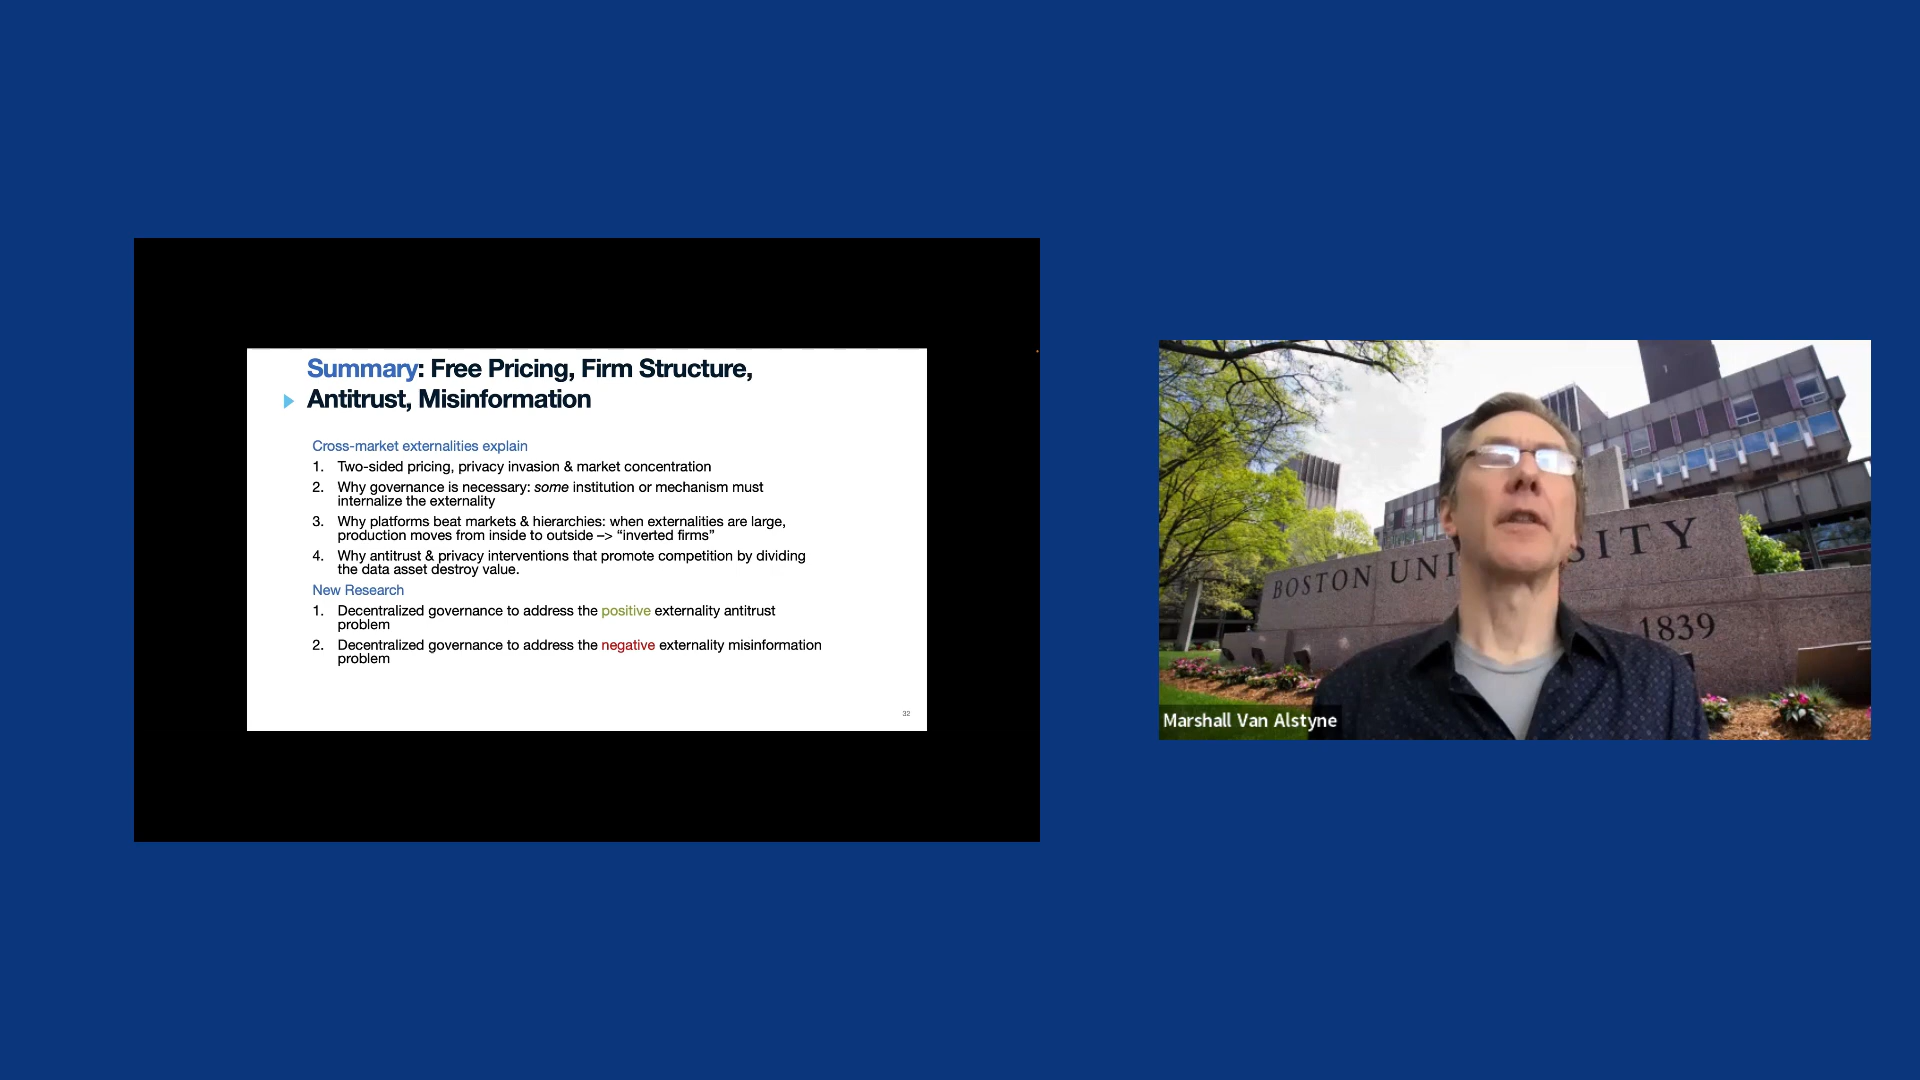 Summary: Free Pricing, Firm Structure,
Antitrust, Misinformation
Cross-market externalities explain
1. Two-sided pricing, privacy invasion & market concentration
2. Why governance is necessary: some institution or mechanism must
internalize the externality
3. Why platforms beat markets & hierarchies: when externalities are large,
production moves from inside to outside –> “inverted firms”
4. Why antitrust & privacy interventions that promote competition by dividing
the data asset destroy value.
New Research
1. Decentralized governance to address the positive externality antitrust
problem
2. Decentralized governance to address the negative externality misinformation
problem
32
BOSTON UNI SITY
1839
Marshall Van Alstyne